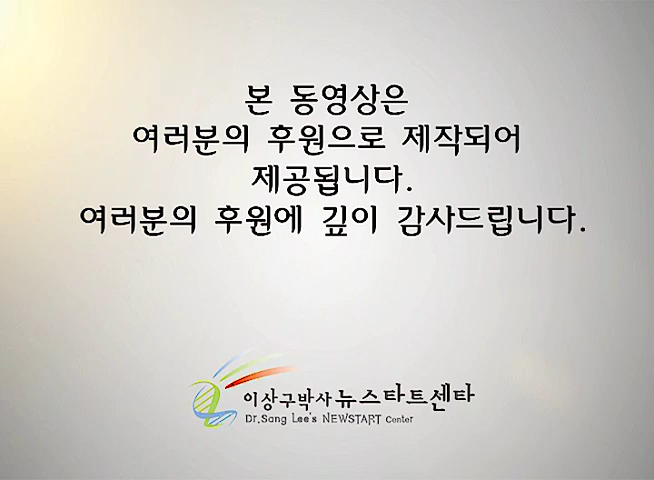 본 동영상은
여러분의 후원으로 제작되어
제공됩니다.
여러분의 후원에 깊이 감사드립니다.
이상구박사 뉴스타트센타
Dr.Sang Lee's NEWSTART Center